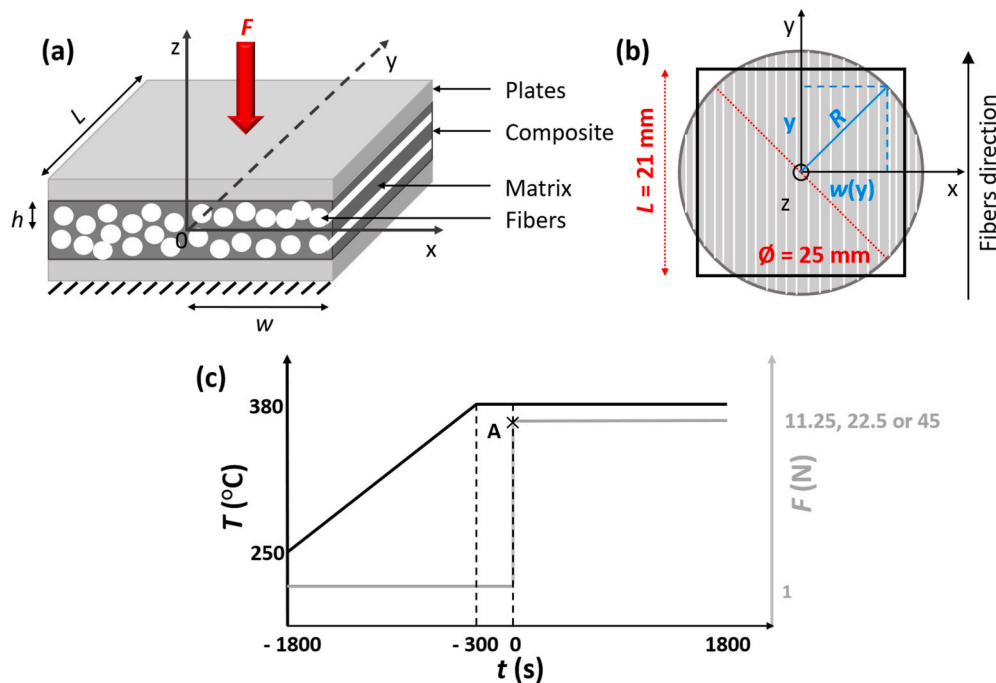 (a)
F
z
y
L
Plates
Composite
Matrix
Fibers
h
0
x
w
(b)
y
L = 21 mm
y
R
w(y)
x
z
Ø = 25 mm
Fibers direction
(c)
380
A
11.25, 22.5 or 45
T (°C)
F (N)
250
1
- 1800
- 300
0
1800
t (s)